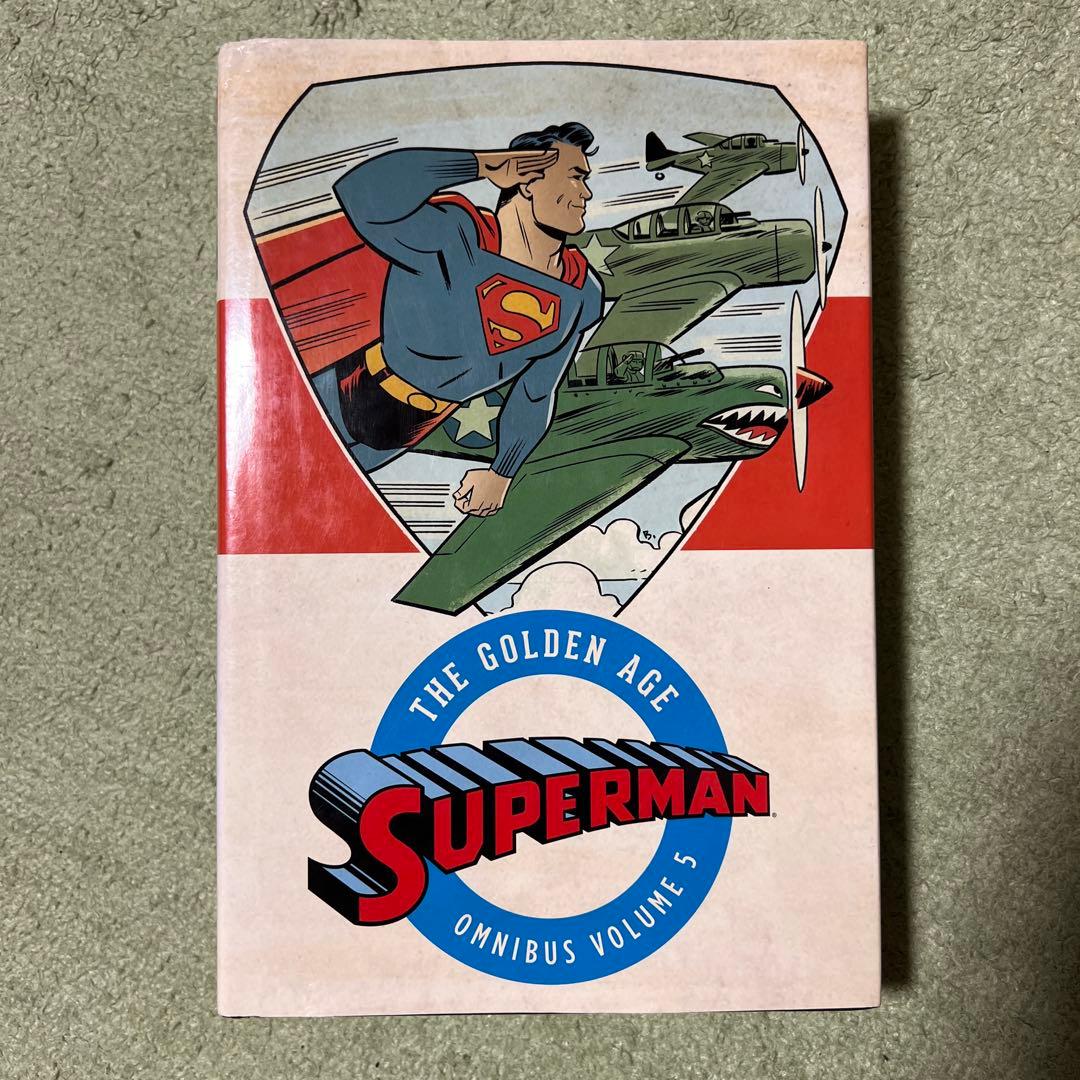 THE GOLDEN AGE
SUPERMAN®
OMNIBUS VOLUME 5